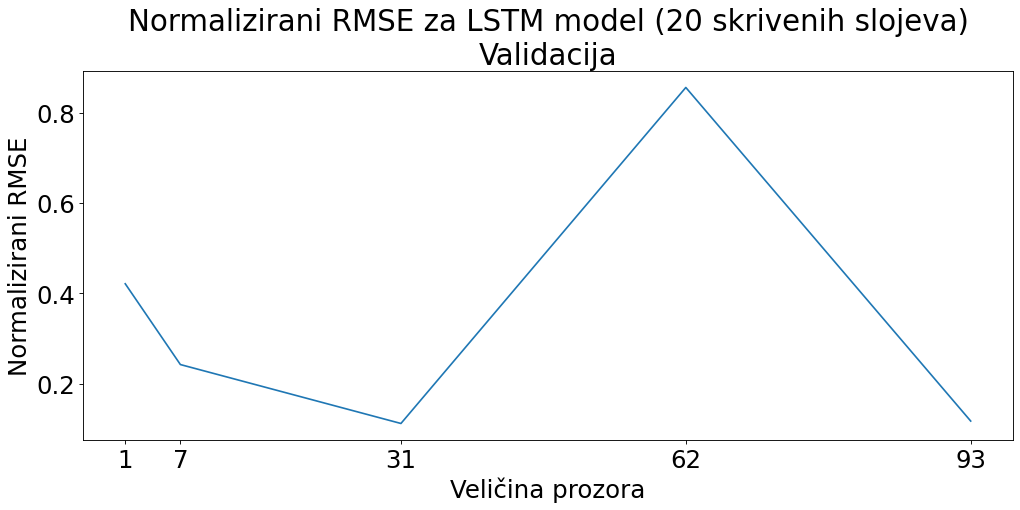 Normalizirani RMSE za LSTM model (20 skrivenih slojeva)
Validacija
Normalizirani RMSE
0.8
0.6
0.4
0.2
1 7 31 62 93
Veličina prozora